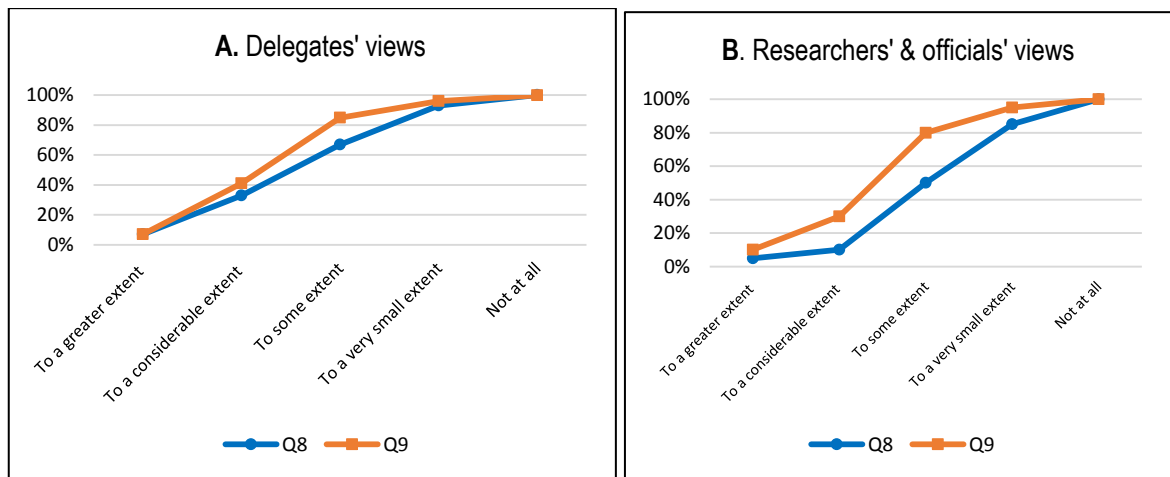 A. Delegates' views
100%
80%
60%
40%
20%
0%
To a greater extent
To a considerable extent
To some extent
To a very small extent
Not at all
Q8 Q9
B. Researchers' & officials' views
100%
80%
60%
40%
20%
0%
To a greater extent
To a considerable extent
To some extent
To a very small extent
Not at all
Q8 Q9